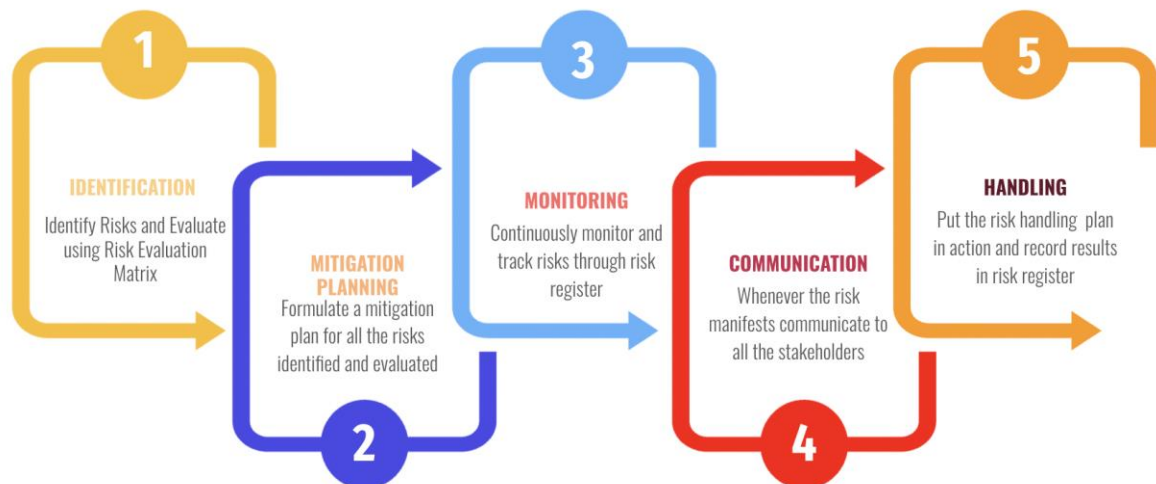 1
IDENTIFICATION
Identify Risks and Evaluate
using Risk Evaluation
Matrix
MITIGATION
PLANNING
Formulate a mitigation
plan for all the risks
identified and evaluated
2
3
MONITORING
Continuously monitor and
track risks through risk
register
COMMUNICATION
Whenever the risk
manifests communicate to
all the stakeholders
4
5
HANDLING
Put the risk handling plan
in action and record results
in risk register